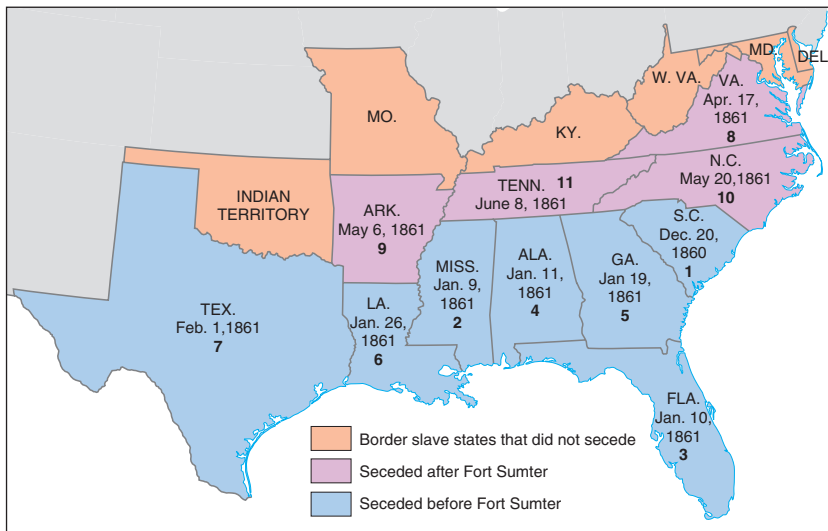 MD.
DEL.
W. VA.
VA.
Apr. 17,
1861
8
MO.
KY.
N.C.
May 20,1861
10
TENN. 11
June 8, 1861
INDIAN
TERRITORY
ARK.
May 6, 1861
9
S.C.
Dec. 20,
1860
1
MISS.
Jan. 9,
1861
2
ALA.
Jan. 11,
1861
4
GA.
Jan 19,
1861
5
TEX.
Feb. 1,1861
7
LA.
Jan. 26,
1861
6
FLA.
Jan. 10,
1861
3
Border slave states that did not secede
Seceded after Fort Sumter
Seceded before Fort Sumter